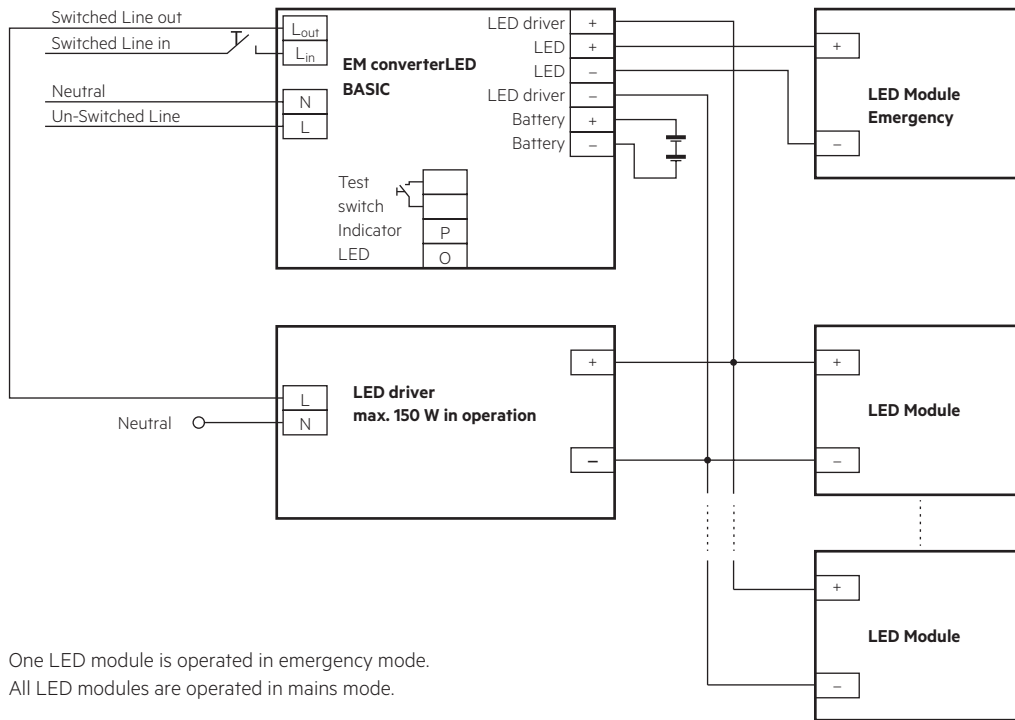 Switched Line out
Switched Line in
Neutral
Un-Switched Line
Lout
Lin
N
L
EM converterLED
BASIC
LED driver +
LED +
LED –
LED driver –
Battery +
Battery –
Test
switch
Indicator P
LED O
+
–
LED Module
Emergency
Neutral
L
N
LED driver
max. 150 W in operation
+
–
+
–
LED Module
+
–
LED Module
One LED module is operated in emergency mode.
All LED modules are operated in mains mode.